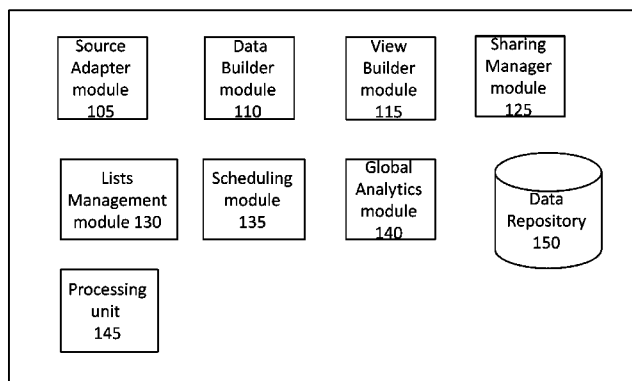 Source
Adapter
module
105
Data
Builder
module
110
View
Builder
module
115
Sharing
Manager
module
125
Lists
Management
module 130
Scheduling
module
135
Global
Analytics
module
140
Data
Repository
150
Processing
unit
145